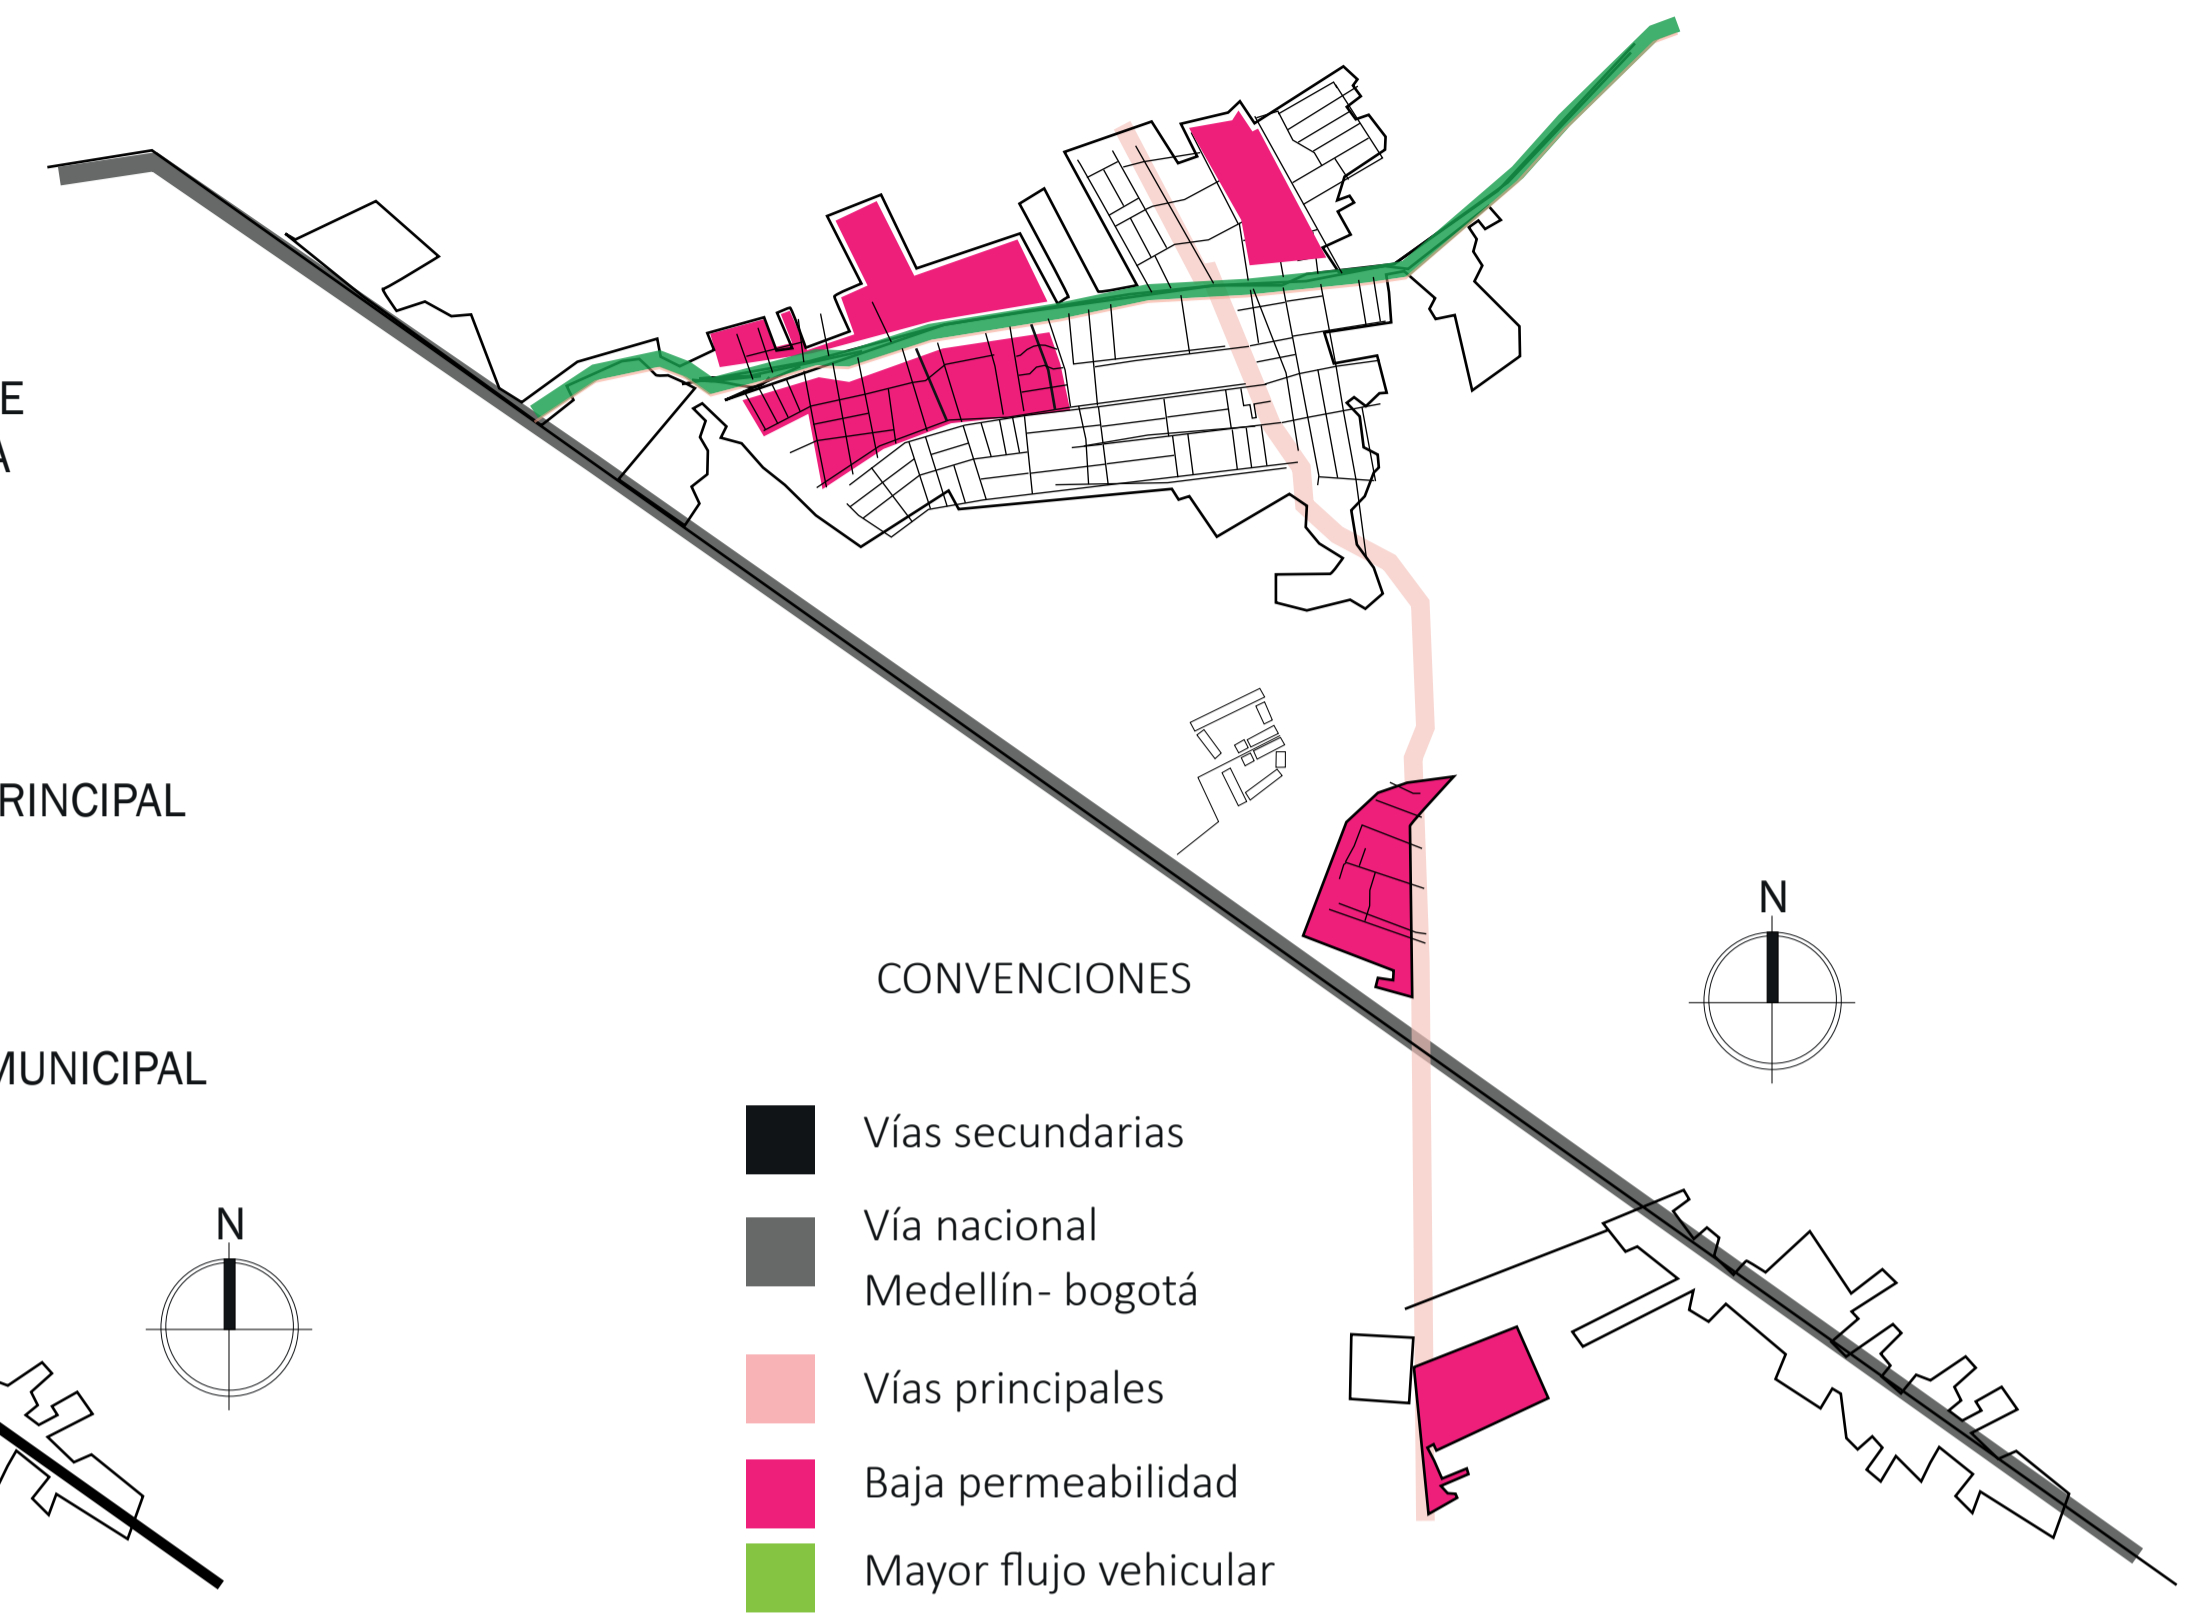 E
A
RINCIPAL
MUNICIPAL
N
N
CONVENCIONES
Vías secundarias
Vía nacional
Medellín- bogotá
Vías principales
Baja permeabilidad
Mayor flujo vehicular